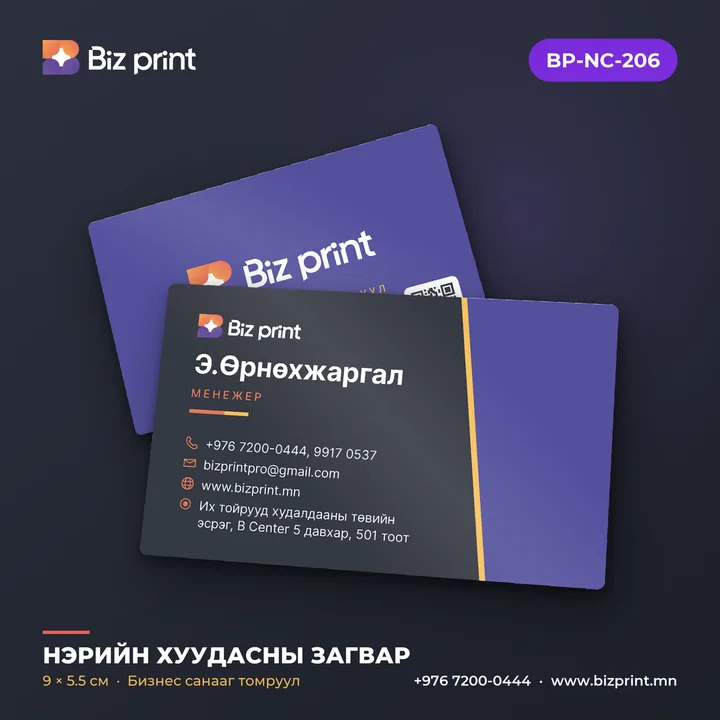 Biz print
BP-NC-206
Biz print
Biz print
Э.Өрнөхжаргал
МЕНЕЖЕР
+976 7200-0444, 9917 0537
bizprintpro@gmail.com
www.bizprint.mn
Их тойрууд худалдааны төвийн
эсрэг, B Center 5 давхар, 501 тоот
НЭРИЙН ХУУДАСНЫ ЗАГВАР
9 × 5.5 см · Бизнес санааг томруул
+976 7200-0444 · www.bizprint.mn